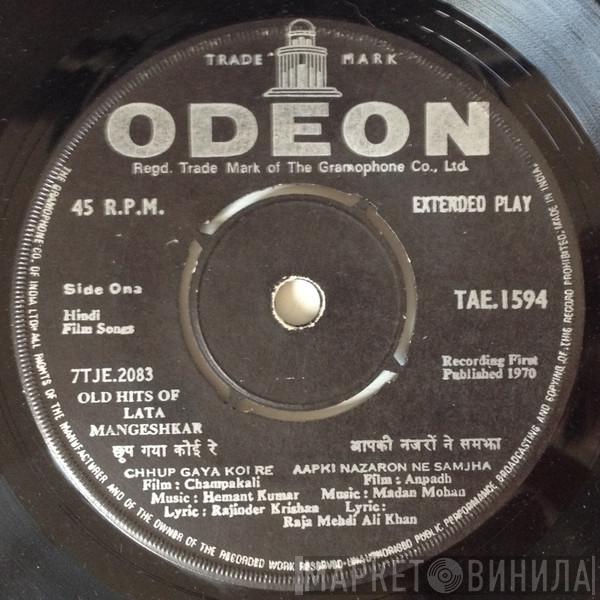 TRADE MARK
ODEON
Regd. Trade Mark of The Gramophone Co., Ltd.
45 R.P.M.
EXTENDED PLAY
Side One
Hindi
Film Songs
TAE.1594
7TJE.2083
Recording First
Published 1970
OLD HITS OF
LATA
MANGESHKAR
छुप गया कोई रे
आपकी नजरों ने समझा
CHHUP GAYA KOI RE
AAPKI NAZARON NE SAMJHA
Film: Champakali
Film: Anpadh
Music: Hemant Kumar
Music: Madan Mohan
Lyric: Rajinder Krishan
Lyric:
Raja Mehdi Ali Khan
THE GRAMOPHONE CO. OF INDIA LTD. ALL RIGHTS OF THE MANUFACTURER AND OF THE OWNER OF THE RECORDED WORK RESERVED. UNAUTHORISED PUBLIC PERFORMANCE BROADCASTING AND COPYING OF THIS RECORD PROHIBITED. MADE IN INDIA.
МАРКЕТ ВИНИЛА